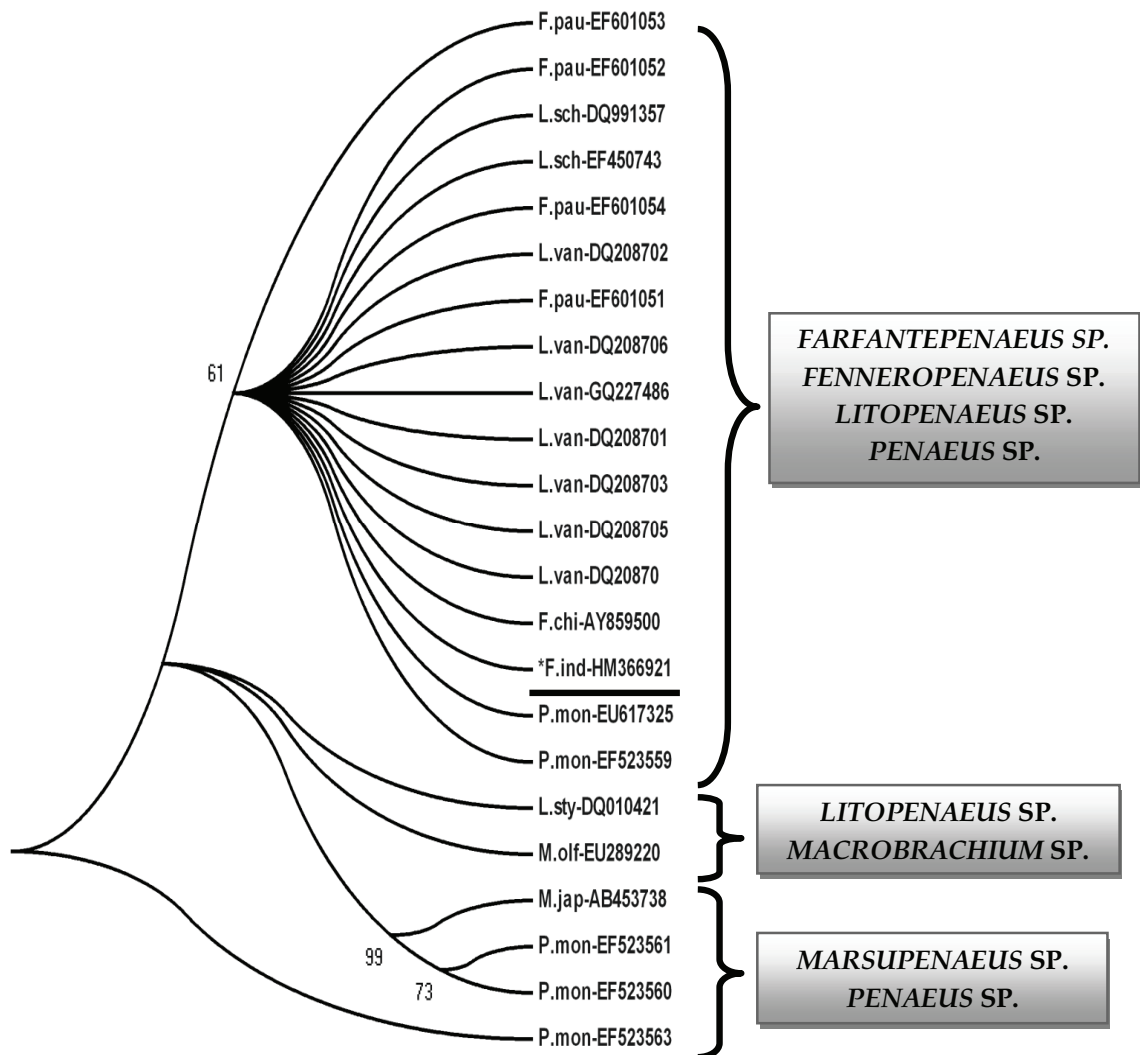 F.pau-EF601053
F.pau-EF601052
L.sch-DQ991357
L.sch-EF450743
F.pau-EF601054
L.van-DQ208702
F.pau-EF601051
L.van-DQ208706
61
L.van-GQ227486
L.van-DQ208701
L.van-DQ208703
L.van-DQ208705
L.van-DQ20870
F.chi-AY859500
*F.ind-HM366921
P.mon-EU617325
P.mon-EF523559
FARFANTEPENAEUS SP.
FENNEROPENAEUS SP.
LITOPENAEUS SP.
PENAEUS SP.
L.sty-DQ010421
M.olf-EU289220
LITOPENAEUS SP.
MACROBRACHIUM SP.
M.jap-AB453738
99
P.mon-EF523561
73
P.mon-EF523560
P.mon-EF523563
MARSUPENAEUS SP.
PENAEUS SP.